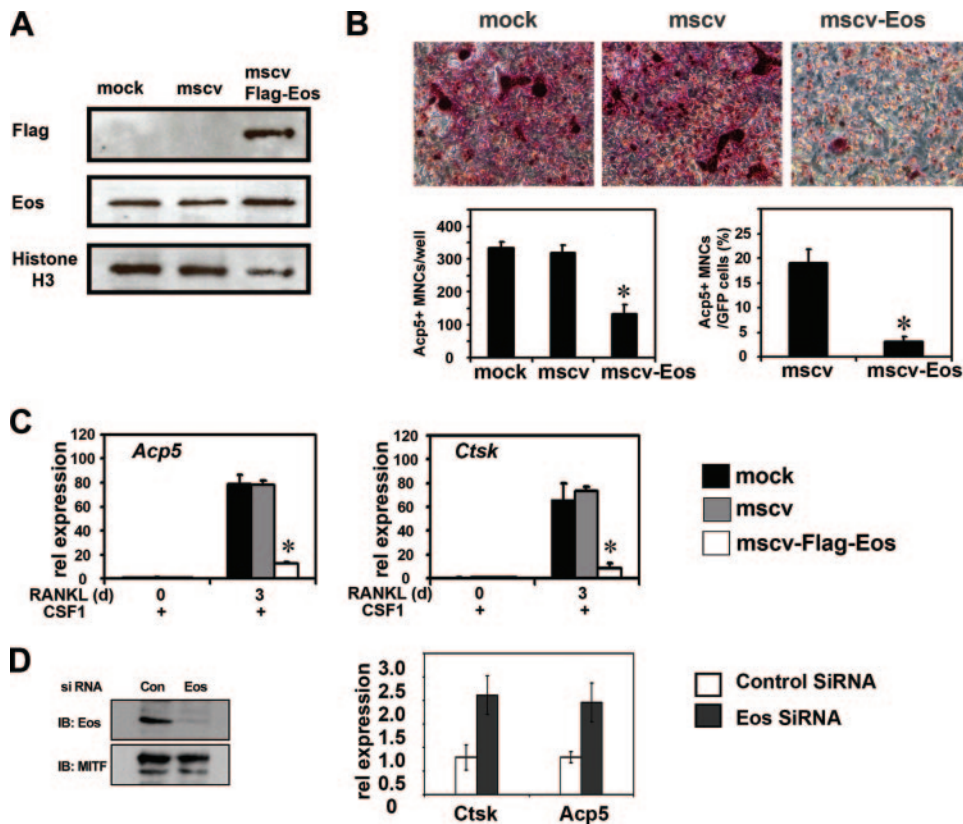 A
mock
mscv
mscv
Flag-Eos
Flag
Eos
Histone
H3
B
mock
mscv
mscv-Eos
Acp5+ MNCs/well
400
300
350
200
100
0
*
mock
mscv
mscv-Eos
Acp5+ MNCs
/GFP cells (%)
25
20
15
10
5
0
*
mscv
mscv-Eos
C
rel expression
120
100
80
60
40
20
0
Acp5
*
RANKL (d)
0
3
CSF1
+
+
rel expression
120
100
80
60
40
20
0
Ctsk
*
RANKL (d)
0
3
CSF1
+
+
mock
mscv
mscv-Flag-Eos
D
si RNA
Con
Eos
IB: Eos
IB: MITF
rel expression
3.0
2.5
2.0
1.0
0.5
0
Ctsk
Acp5
Control SiRNA
Eos SiRNA